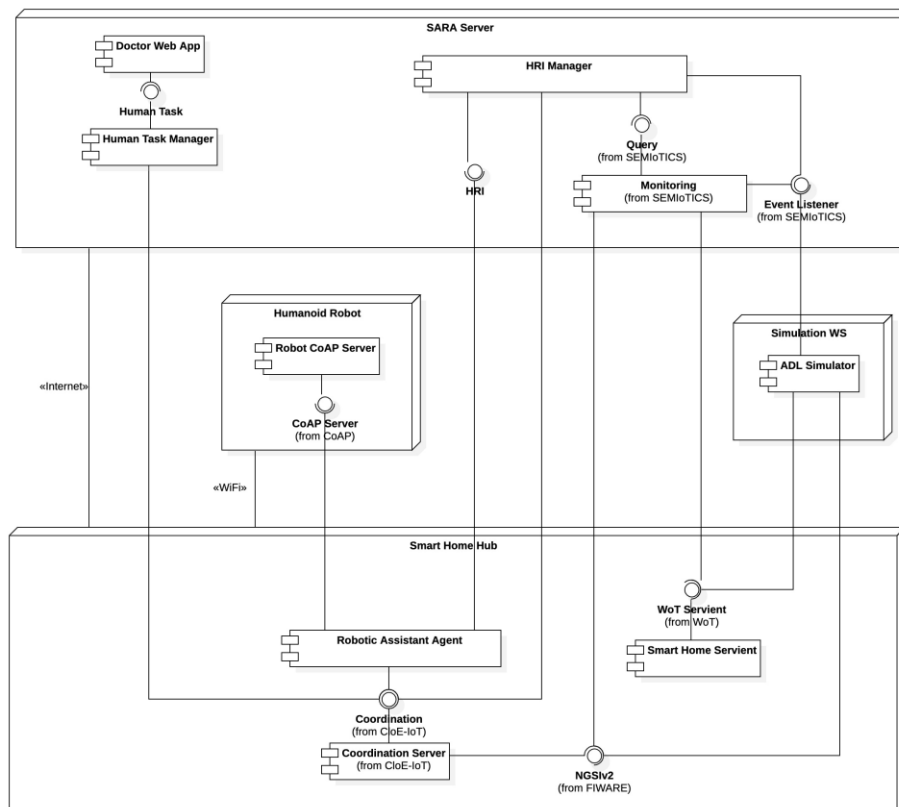 SARA Server
Doctor Web App
HRI Manager
Human Task
Human Task Manager
Query
(from SEMIoTICS)
HRI
Monitoring
(from SEMIoTICS)
Event Listener
(from SEMIoTICS)
Humanoid Robot
Robot CoAP Server
CoAP Server
(from CoAP)
Simulation WS
ADL Simulator
«Internet»
«WiFi»
Smart Home Hub
WoT Servient
(from WoT)
Robotic Assistant Agent
Smart Home Servient
Coordination
(from CloE-IoT)
Coordination Server
(from CloE-IoT)
NGSIv2
(from FIWARE)